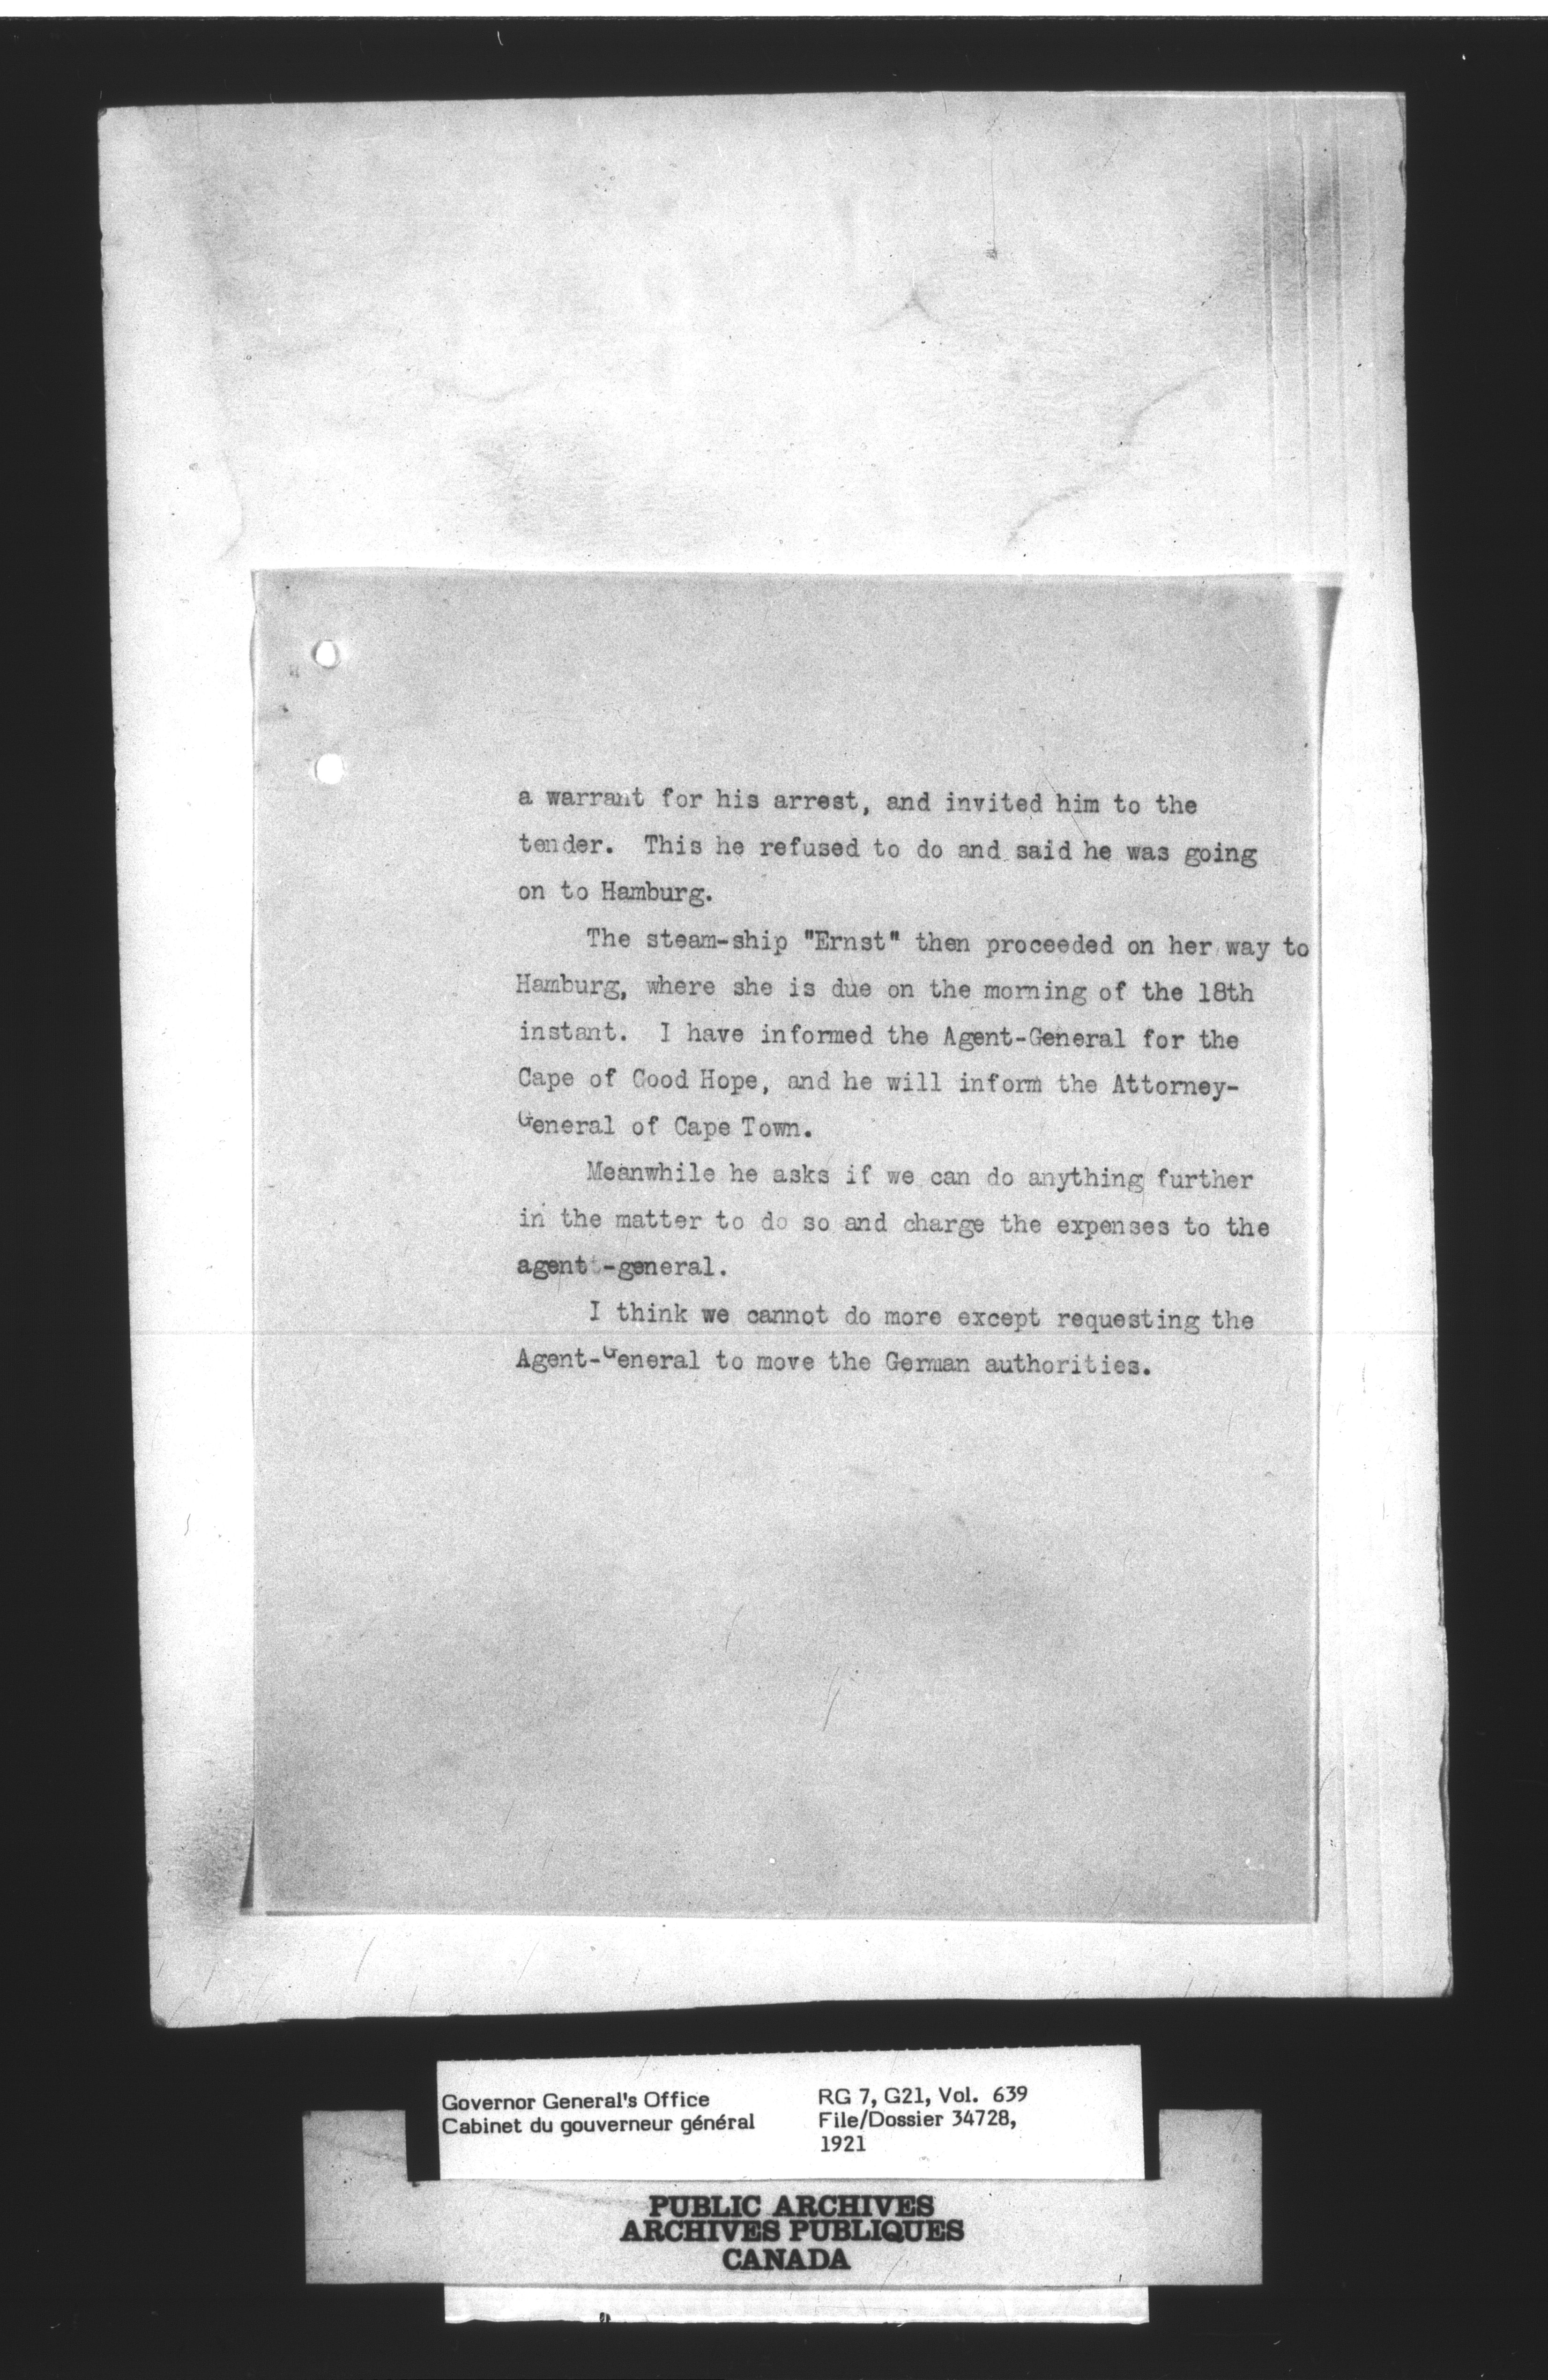 a warrant for his arrest, and invited him to the
tender. This he refused to do and said he was going
on to Hamburg.
The steam-ship "Ernst" then proceeded on her way to
Hamburg, where she is due on the morning of the 18th
instant. I have informed the Agent-General for the
Cape of Good Hope, and he will inform the Attorney-
General of Cape Town.
Meanwhile he asks if we can do anything further
in the matter to do so and charge the expenses to the
agent-general.
I think we cannot do more except requesting the
Agent-General to move the German authorities.
Governor General's Office
Cabinet du gouverneur général
RG 7, G21, Vol. 639
File/Dossier 34728,
1921
PUBLIC ARCHIVES
ARCHIVES PUBLIQUES
CANADA